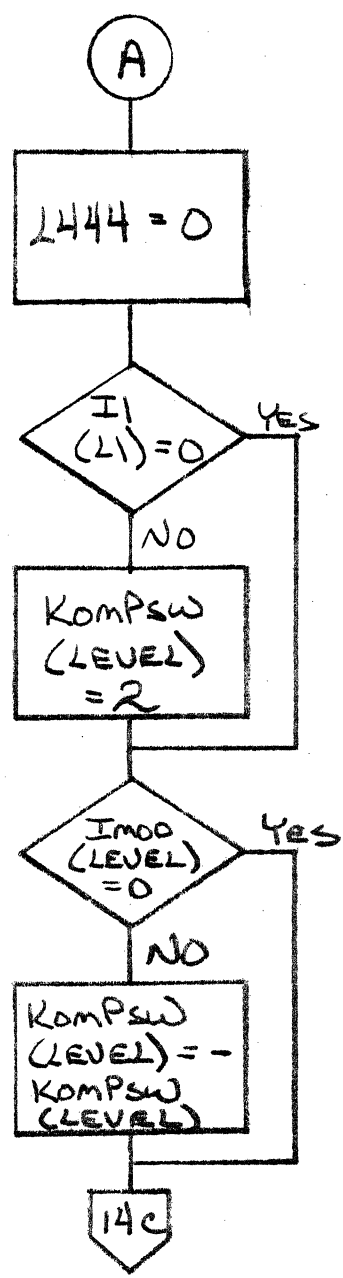 A
L444 = 0
I1
(L1) = 0
YES
NO
KOMPSW
(LEVEL)
= 2
IMOD
(LEVEL)
= 0
YES
NO
KOMPSW
(LEVEL) = -
KOMPSW
(LEVEL)
14C